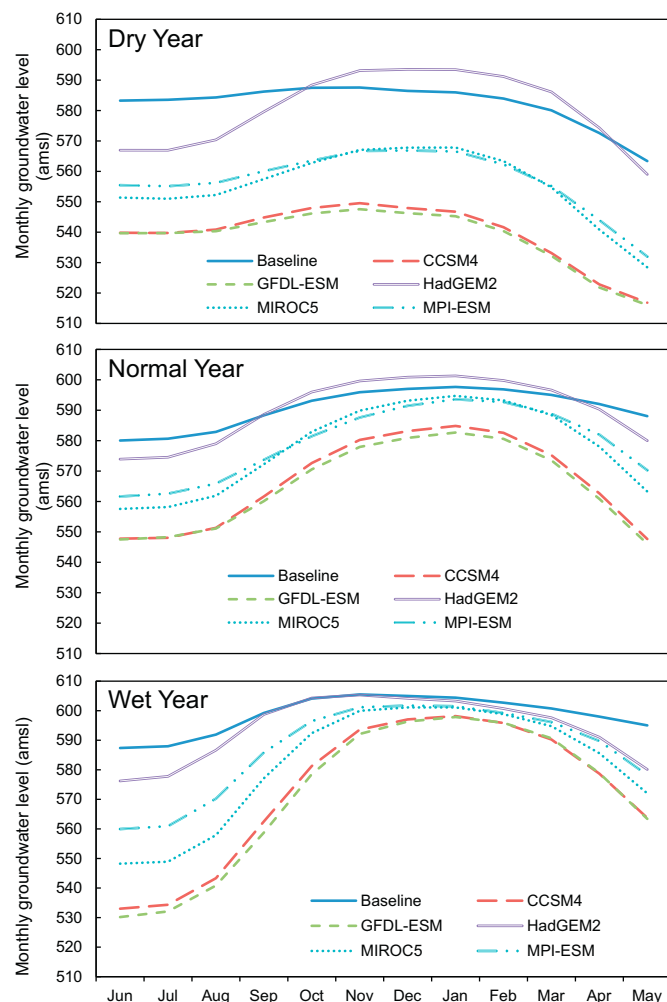 Dry Year
Monthly groundwater level
(amsl)
610
600
590
580
570
560
550
540
530
520
510
Baseline
CCSM4
GFDL-ESM
HadGEM2
MIROC5
MPI-ESM
Normal Year
Monthly groundwater level
(amsl)
610
600
590
580
570
560
550
540
530
520
510
Baseline
CCSM4
GFDL-ESM
HadGEM2
MIROC5
MPI-ESM
Wet Year
Monthly groundwater level (amsl)
610
600
590
580
570
560
550
540
530
520
510
Baseline
CCSM4
GFDL-ESM
HadGEM2
MIROC5
MPI-ESM
Jun Jul Aug Sep Oct Nov Dec Jan Feb Mar Apr May